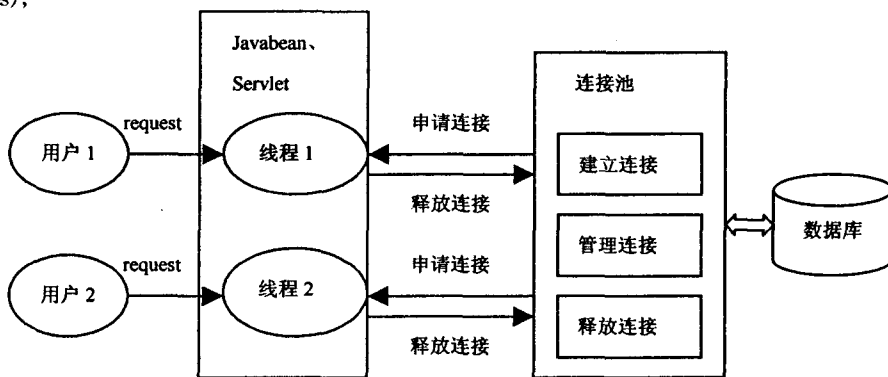 s),
Javabean、
Servlet
连接池
request
申请连接
用户 1
线程 1
建立连接
释放连接
数据库
管理连接
request
申请连接
用户 2
线程 2
释放连接
释放连接